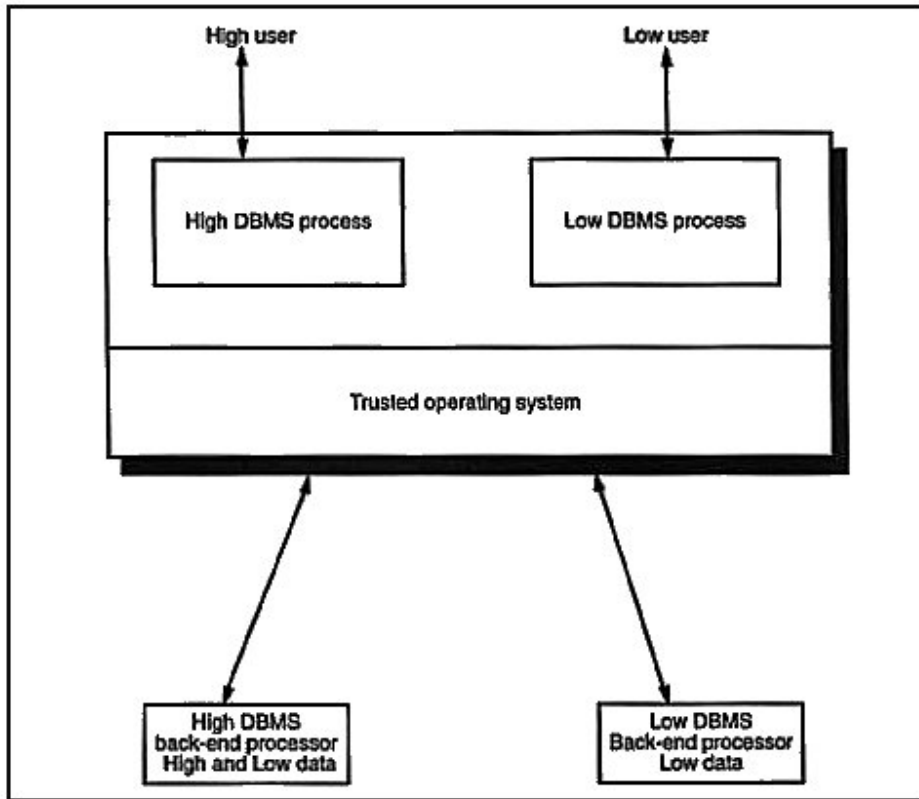 High user
Low user
High DBMS process
Low DBMS process
Trusted operating system
High DBMS
back-end processor
High and Low data
Low DBMS
Back-end processor
Low data